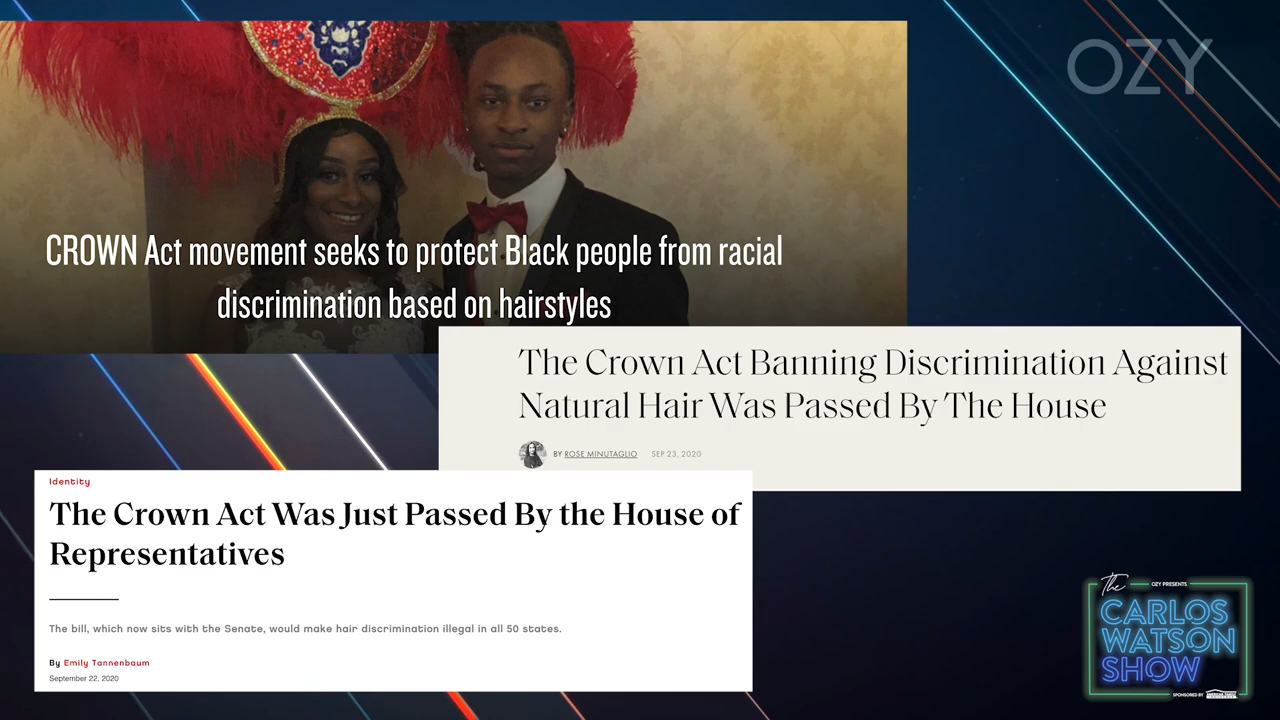 OZY
CROWN Act movement seeks to protect Black people from racial
discrimination based on hairstyles
The Crown Act Banning Discrimination Against
Natural Hair Was Passed By The House
BY ROSE MINUTAGLIO SEP 23, 2020
Identity
The Crown Act Was Just Passed By the House of
Representatives
The bill, which now sits with the Senate, would make hair discrimination illegal in all 50 states.
By Emily Tannenbaum
September 22, 2020
The
OZY PRESENTS
CARLOS
WATSON
SHOW
SPONSORED BY